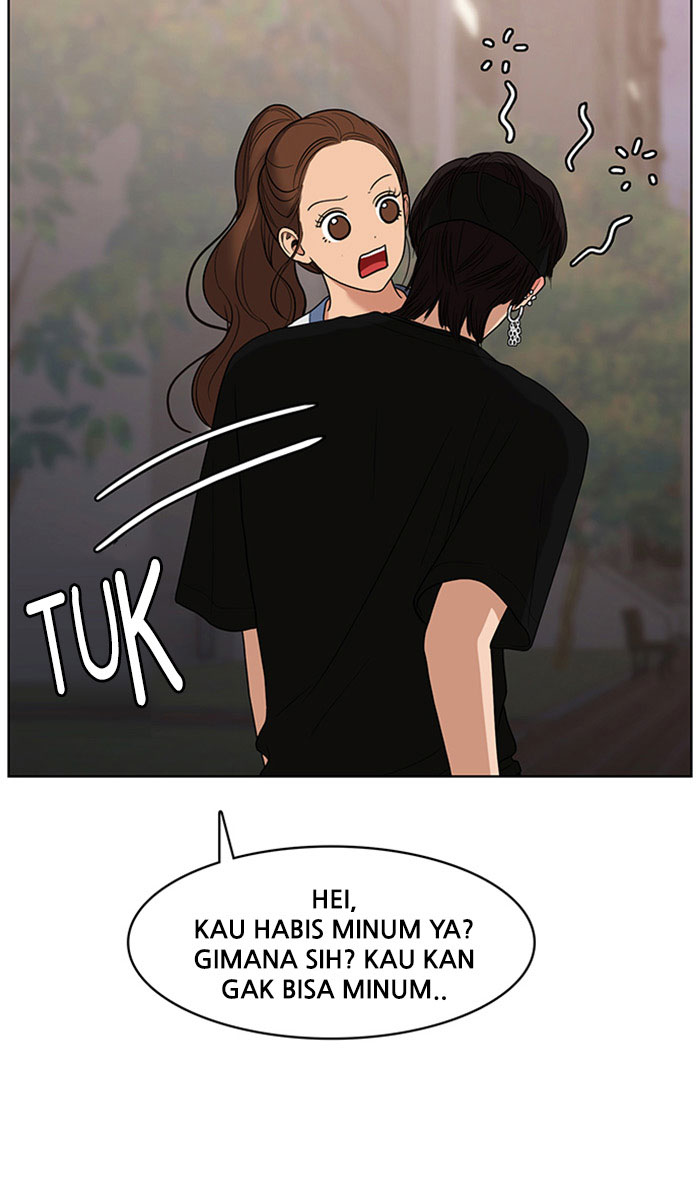 TUK
HEI,
KAU HABIS MINUM YA?
GIMANA SIH? KAU KAN
GAK BISA MINUM..